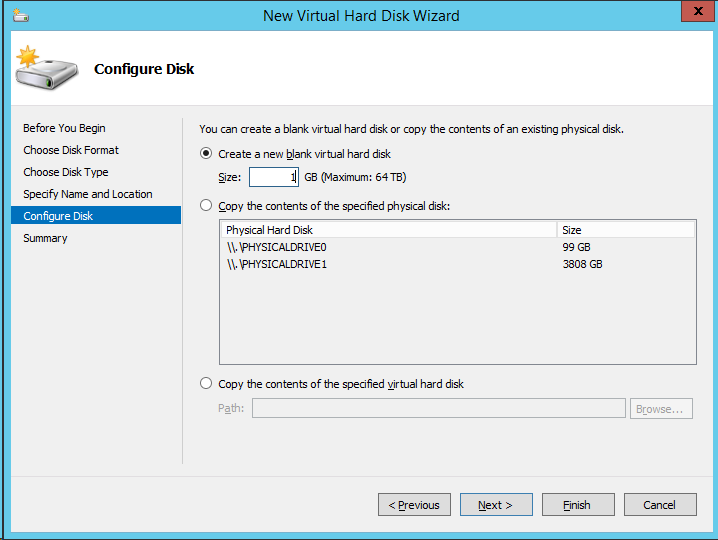 New Virtual Hard Disk Wizard
x
Configure Disk
Before You Begin
Choose Disk Format
Choose Disk Type
Specify Name and Location
Configure Disk
Summary
You can create a blank virtual hard disk or copy the contents of an existing physical disk.
Create a new blank virtual hard disk
Size: 1 GB (Maximum: 64 TB)
Copy the contents of the specified physical disk:
Physical Hard Disk Size
\\.\PHYSICALDRIVE0 99 GB
\\.\PHYSICALDRIVE1 3808 GB
Copy the contents of the specified virtual hard disk
Path: Browse...
< Previous Next > Finish Cancel